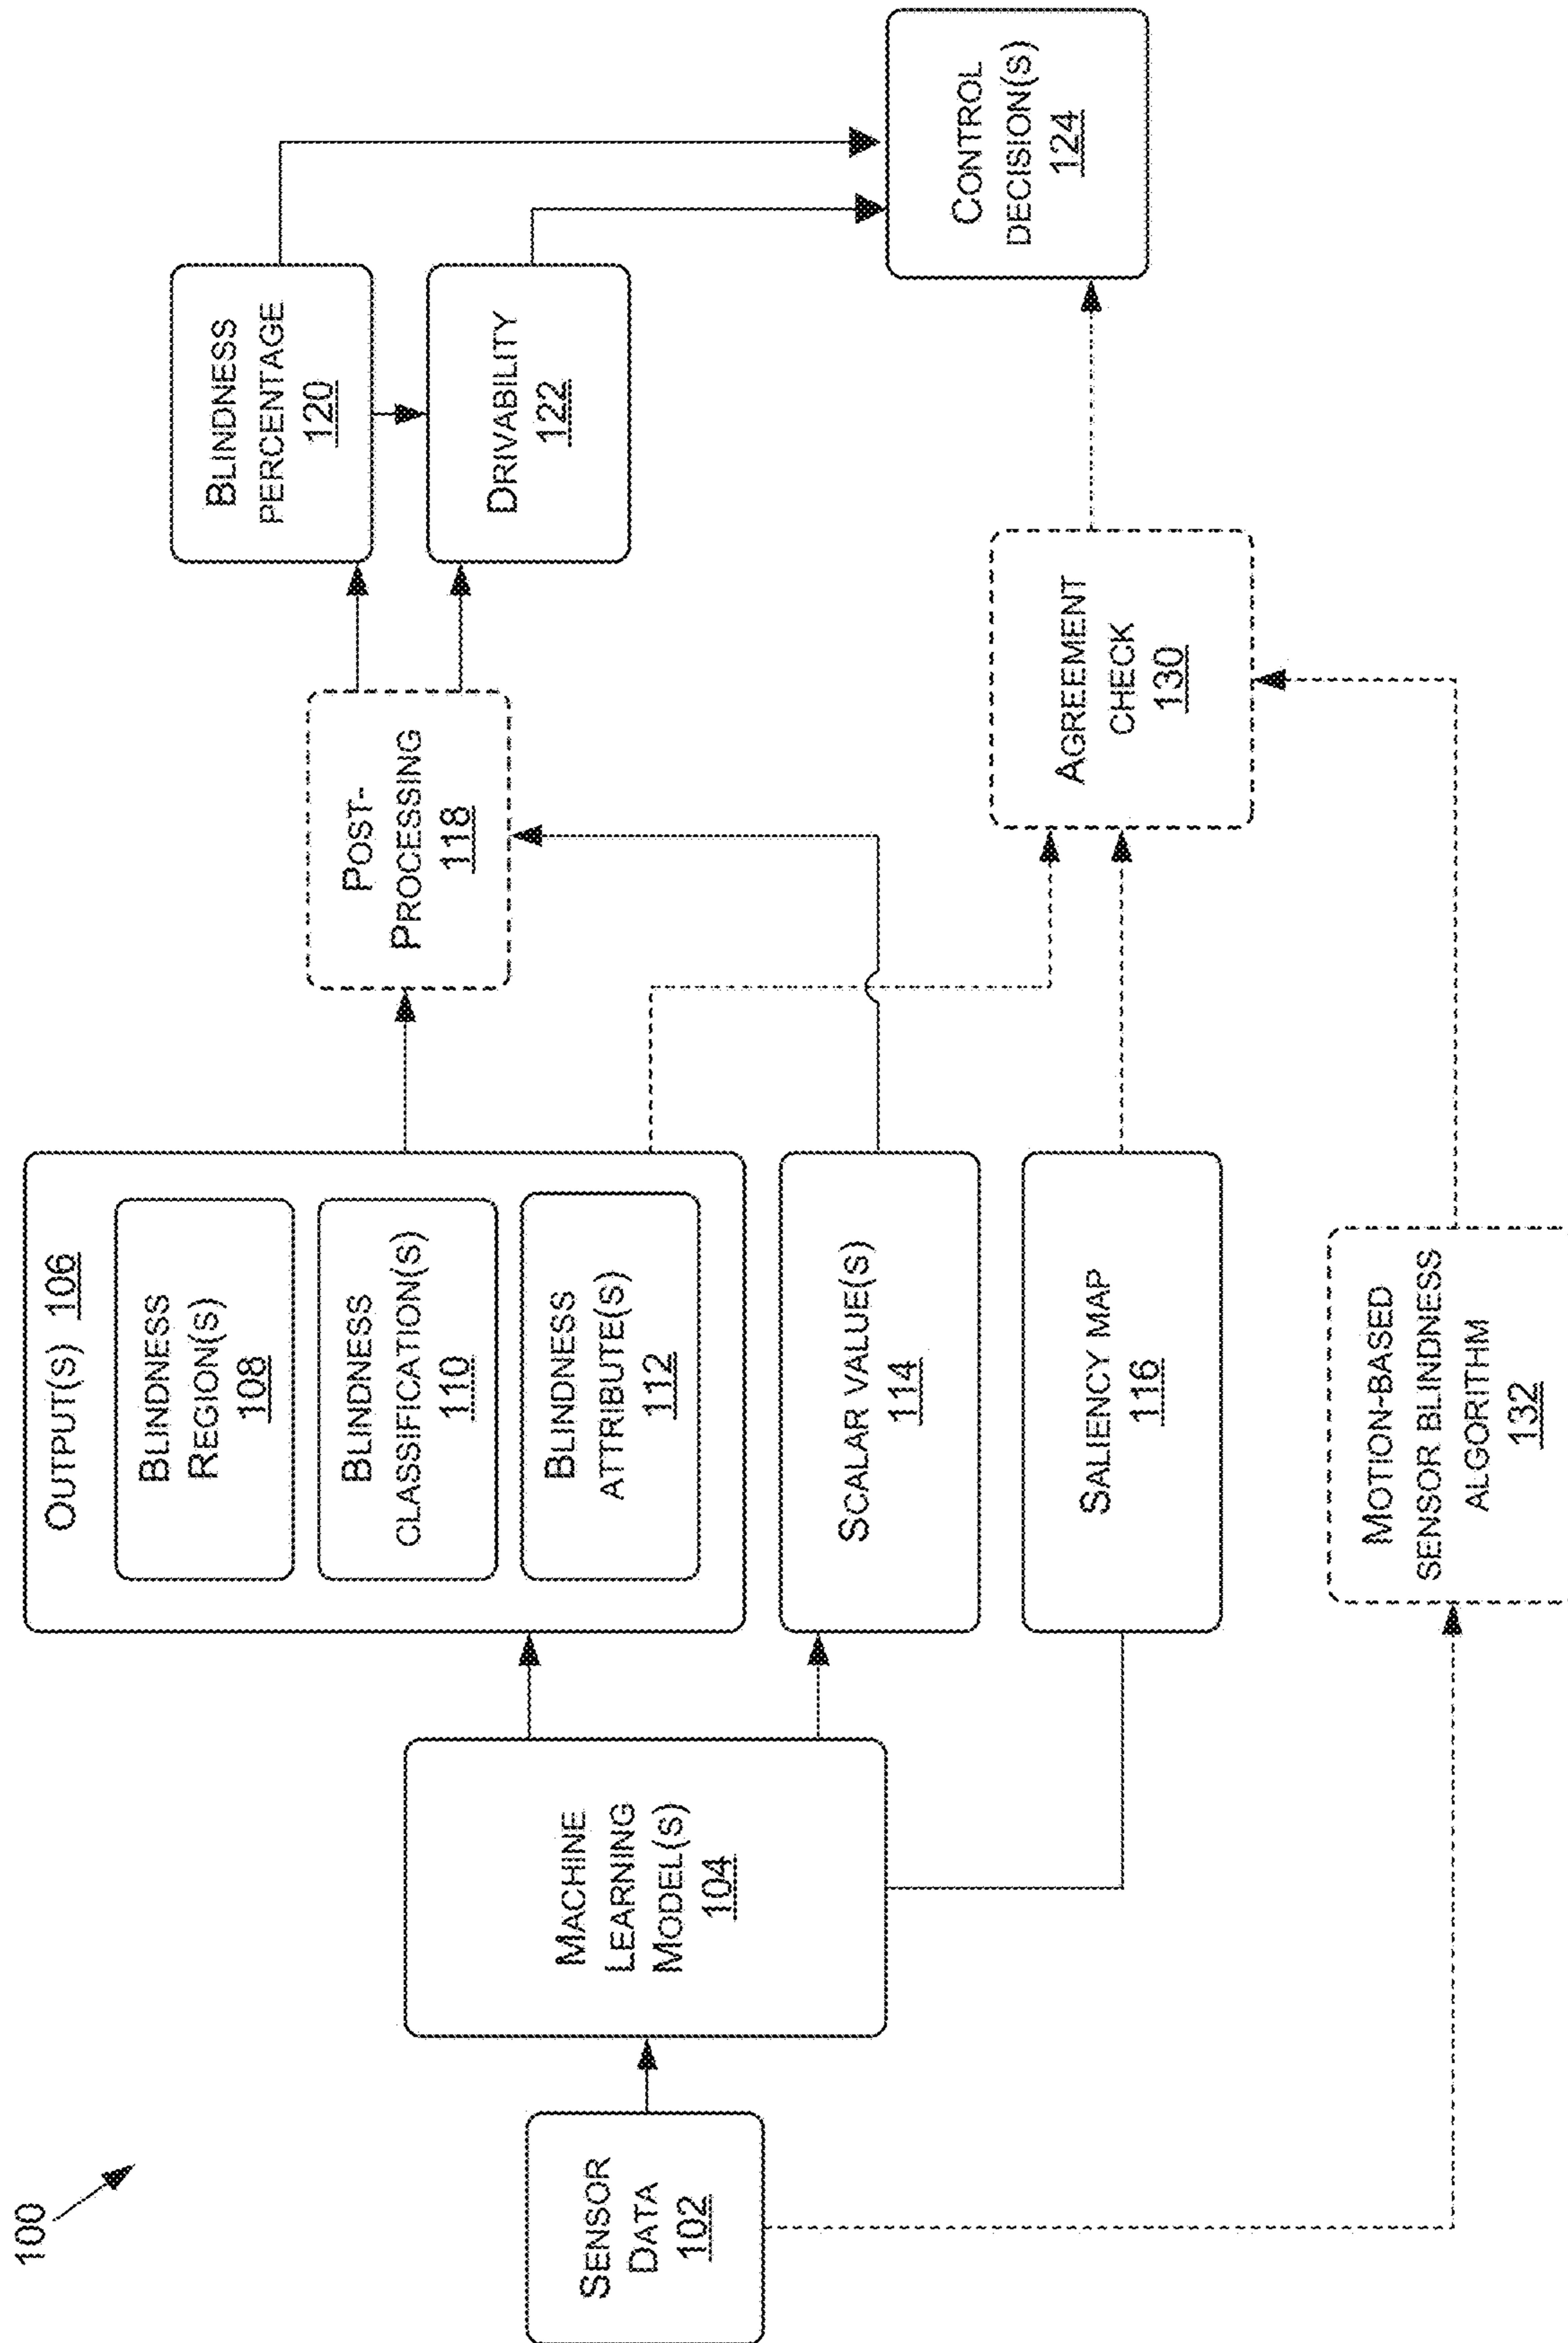 100
SENSOR
DATA
102
MACHINE
LEARNING
MODEL(S)
104
OUTPUT(S) 106
BLINDNESS
REGION(S)
108
BLINDNESS
CLASSIFICATION(S)
110
BLINDNESS
ATTRIBUTE(S)
112
SCALAR VALUE(S)
114
SALIENCY MAP
116
MOTION-BASED
SENSOR BLINDNESS
ALGORITHM
132
POST-
PROCESSING
118
AGREEMENT
CHECK
130
BLINDNESS
PERCENTAGE
120
DRIVABILITY
122
CONTROL
DECISION(S)
124